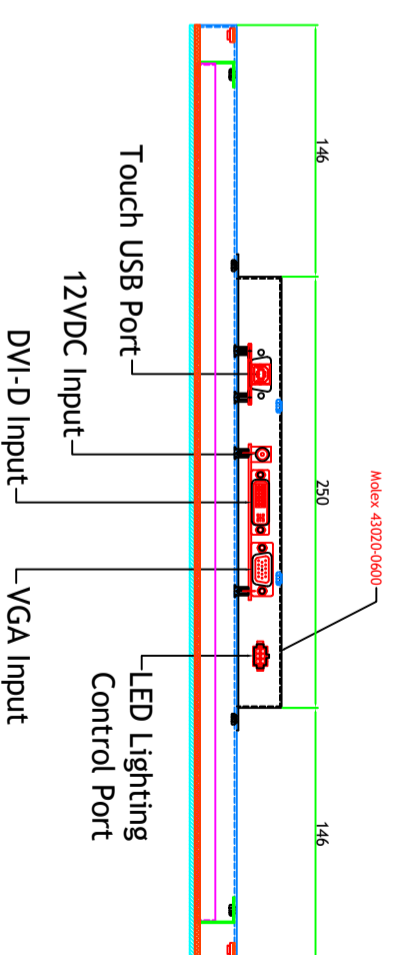 146
250
146
Molex 43020-0600
Touch USB Port
12VDC Input
DVI-D Input
VGA Input
LED Lighting
Control Port